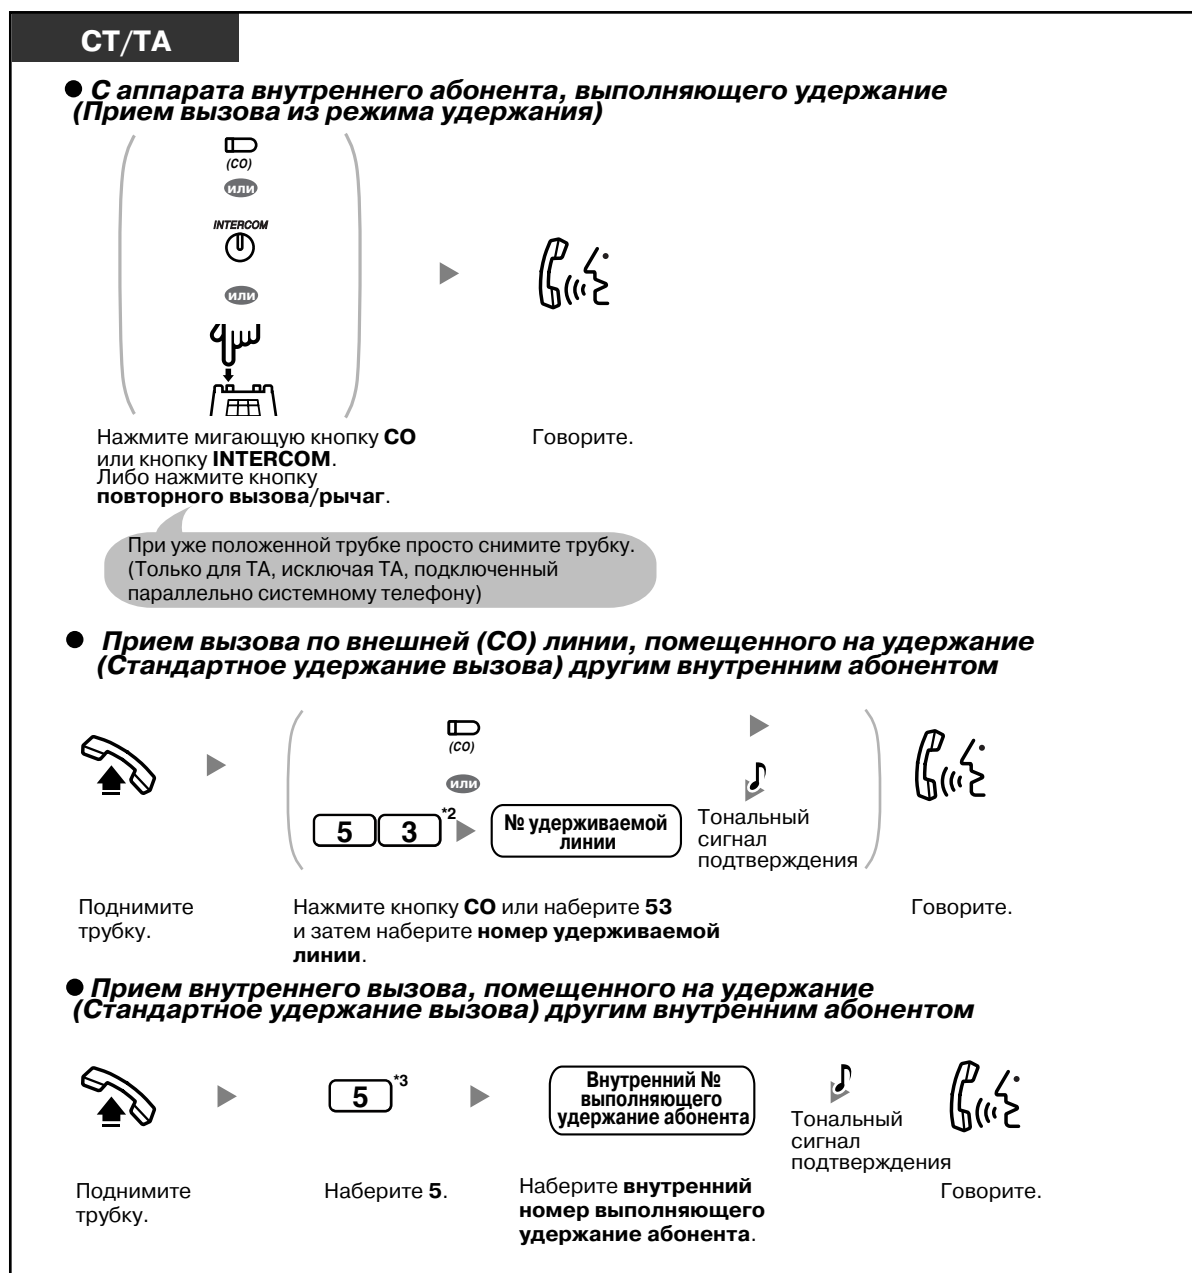 СТ/ТА
● С аппарата внутреннего абонента, выполняющего удержание
(Прием вызова из режима удержания)
(CO)
или
INTERCOM
или
Нажмите мигающую кнопку CO
или кнопку INTERCOM.
Либо нажмите кнопку
повторного вызова/рычаг.
Говорите.
При уже положенной трубке просто снимите трубку.
(Только для ТА, исключая ТА, подключенный
параллельно системному телефону)
● Прием вызова по внешней (СО) линии, помещенного на удержание
(Стандартное удержание вызова) другим внутренним абонентом
(CO)
или
5 3 *2
№ удерживаемой
линии
Тональный
сигнал
подтверждения
Поднимите
трубку.
Нажмите кнопку CO или наберите 53
и затем наберите номер удерживаемой
линии.
Говорите.
● Прием внутреннего вызова, помещенного на удержание
(Стандартное удержание вызова) другим внутренним абонентом
5 *3
Внутренний №
выполняющего
удержание абонента
Тональный
сигнал
подтверждения
Поднимите
трубку.
Наберите 5.
Наберите внутренний
номер выполняющего
удержание абонента.
Говорите.